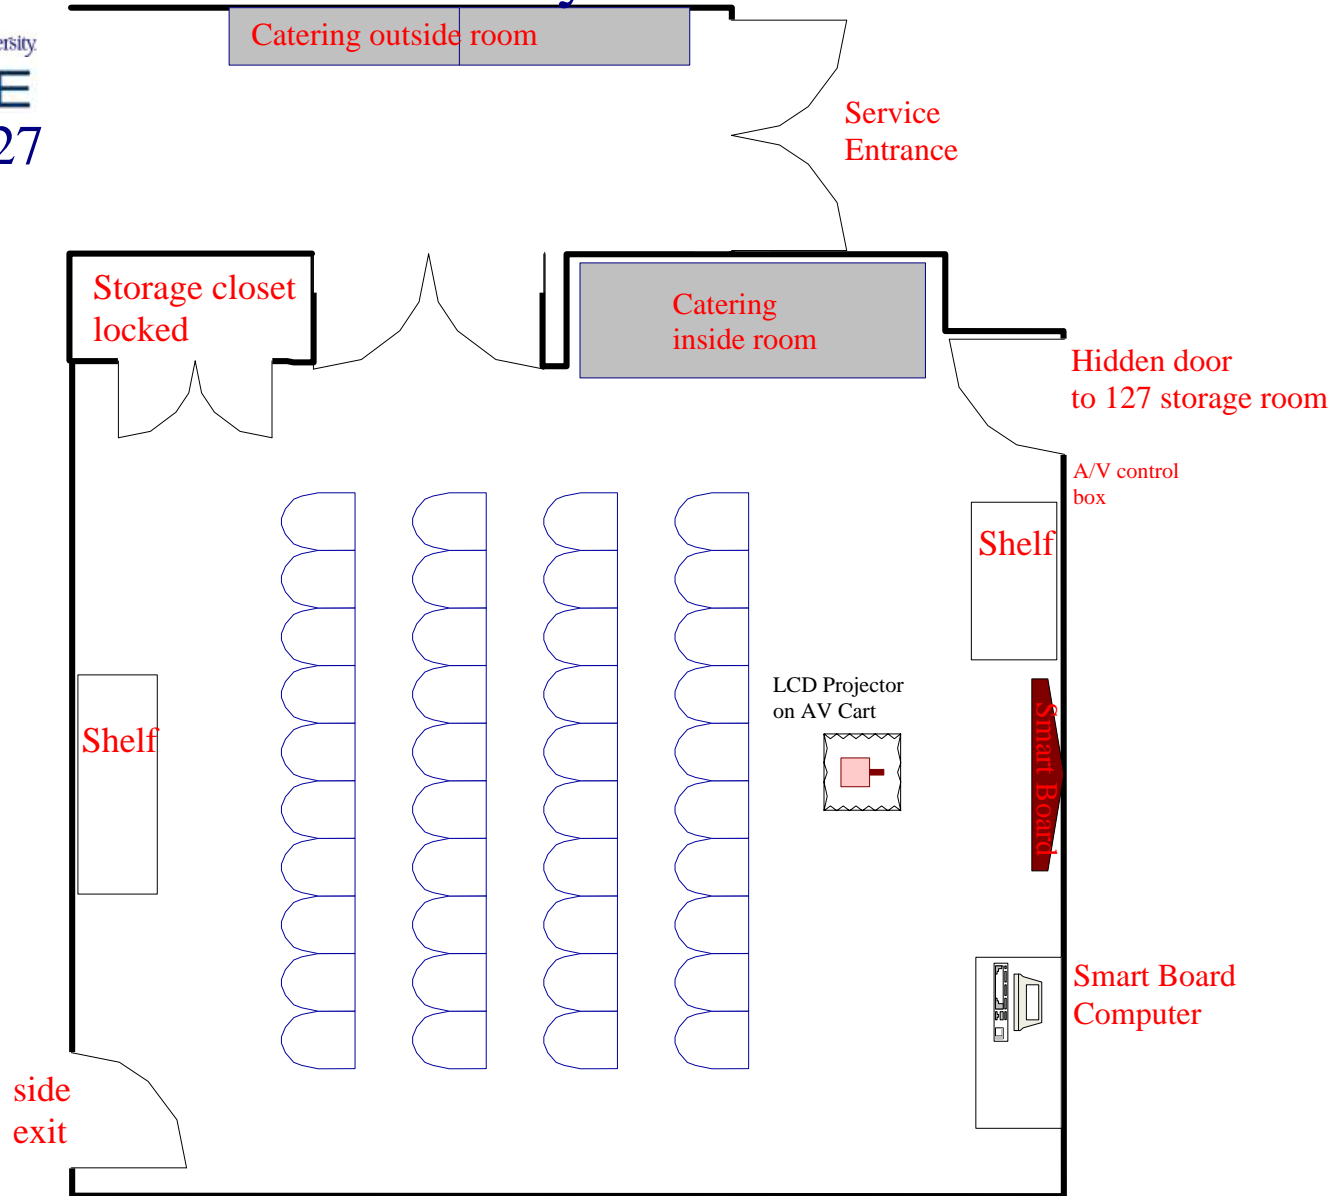 Catering outside room
27
Service
Entrance
Storage closet
locked
Catering
inside room
Hidden door
to 127 storage room
A/V control
box
Shelf
LCD Projector
on AV Cart
Shelf
Smart Board
Smart Board
Computer
side
exit